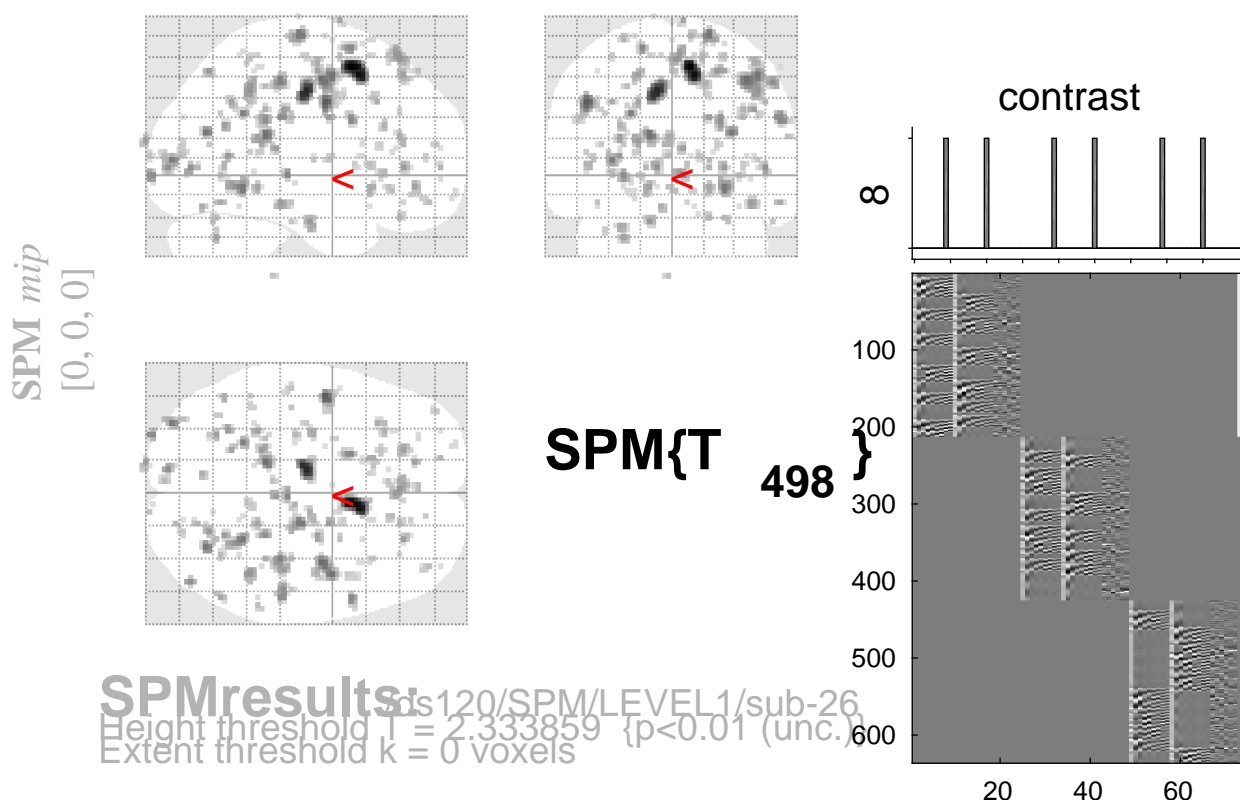 SPM mip
[0, 0, 0]
<
<
<
SPM{T 498 }
SPMresults: /ds120/SPM/LEVEL1/sub-26
Height threshold T = 2.333859 {p<0.01 (unc.)}
Extent threshold k = 0 voxels
contrast
8
100
200
300
400
500
600
20 40 60